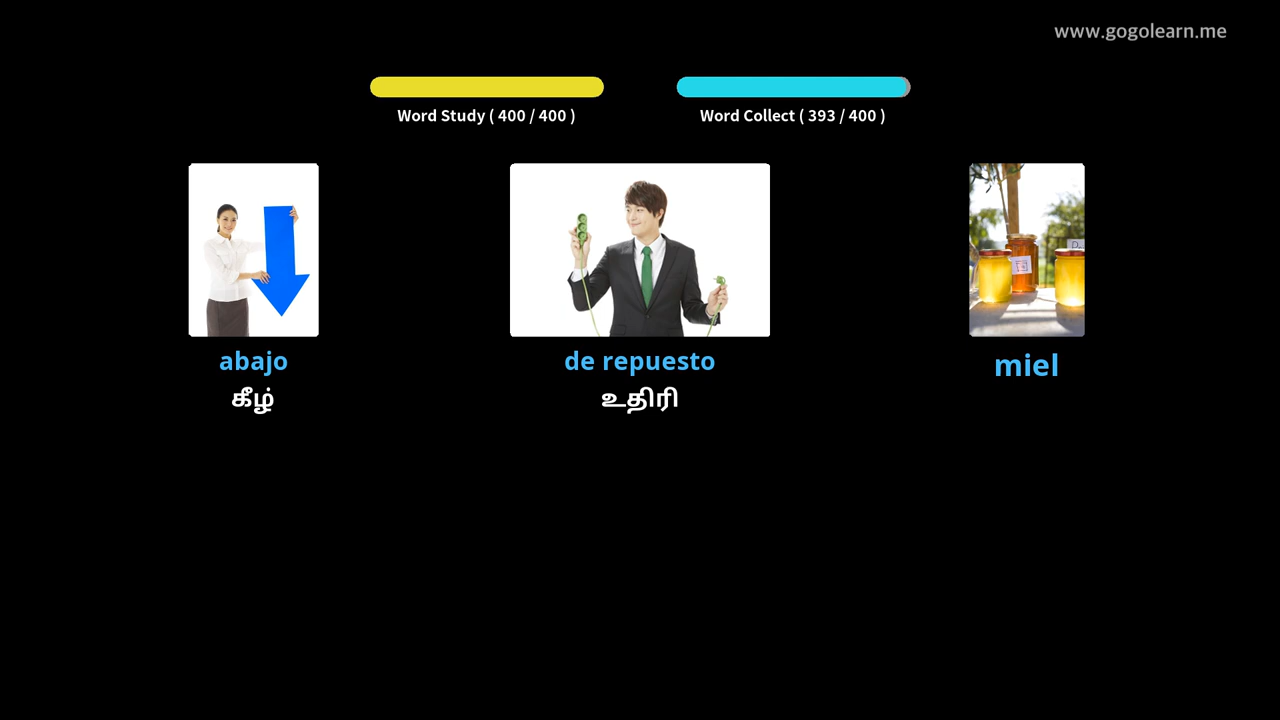 www.gogolearn.me
Word Study ( 400 / 400 )
Word Collect ( 393 / 400 )
abajo
கீழ்
de repuesto
உதிரி
miel